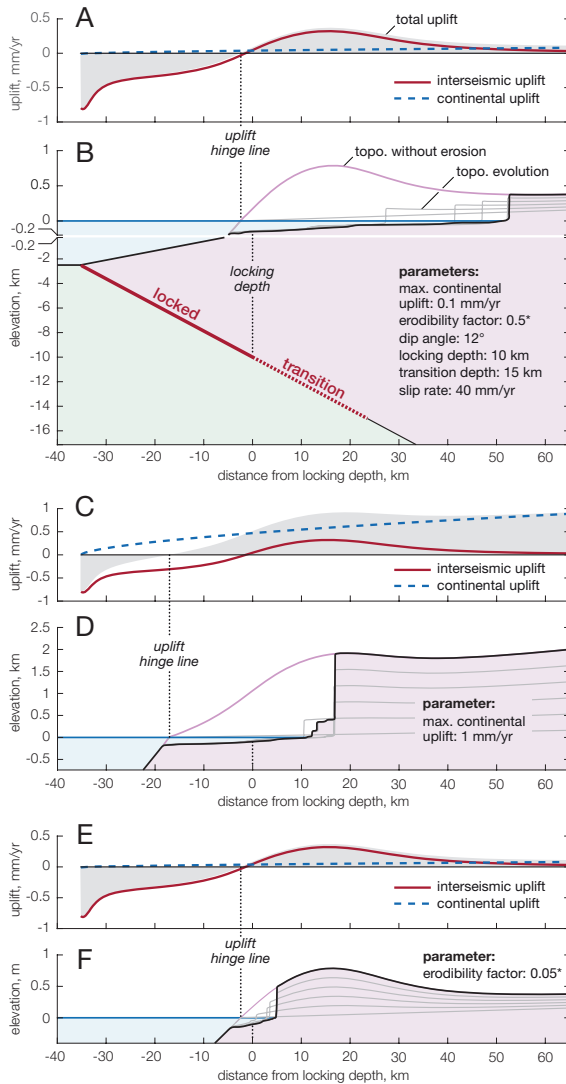 A
0.5
0
-0.5
-1
uplift, mm/yr
total uplift
interseismic uplift
continental uplift
uplift
hinge line
B
1
0.5
0
-0.2
-0.2
-2
-4
-6
-8
-10
-12
-14
-16
elevation, km
topo. without erosion
topo. evolution
locking
depth
locked
transition
parameters:
max. continental
uplift: 0.1 mm/yr
erodibility factor: 0.5*
dip angle: 12°
locking depth: 10 km
transition depth: 15 km
slip rate: 40 mm/yr
-40 -30 -20 -10 0 10 20 30 40 50 60
distance from locking depth, km
C
1
0.5
0
-0.5
-1
uplift, mm/yr
interseismic uplift
continental uplift
uplift
hinge line
D
2.5
2
1.5
1
0.5
0
-0.5
elevation, km
parameter:
max. continental
uplift: 1 mm/yr
-40 -30 -20 -10 0 10 20 30 40 50 60
distance from locking depth, km
E
0.5
0
-0.5
-1
uplift, mm/yr
interseismic uplift
continental uplift
uplift
hinge line
F
1
0.5
0
elevation, m
parameter:
erodibility factor: 0.05*
-40 -30 -20 -10 0 10 20 30 40 50 60
distance from locking depth, km